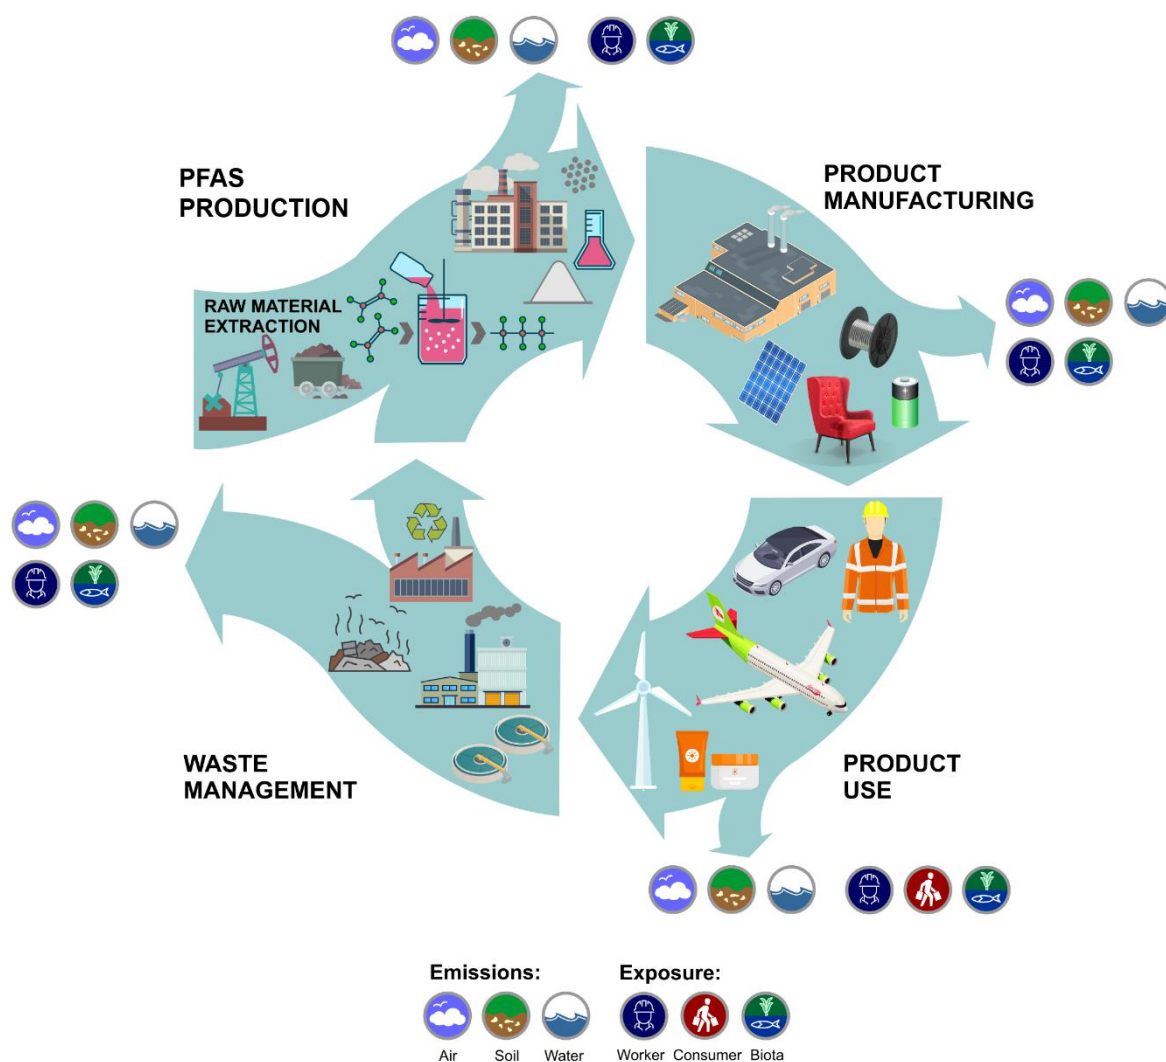 PFAS
PRODUCTION
PRODUCT
MANUFACTURING
RAW MATERIAL
EXTRACTION
WASTE
MANAGEMENT
PRODUCT
USE
Emissions:
Exposure:
Air
Soil
Water
Worker
Consumer
Biota